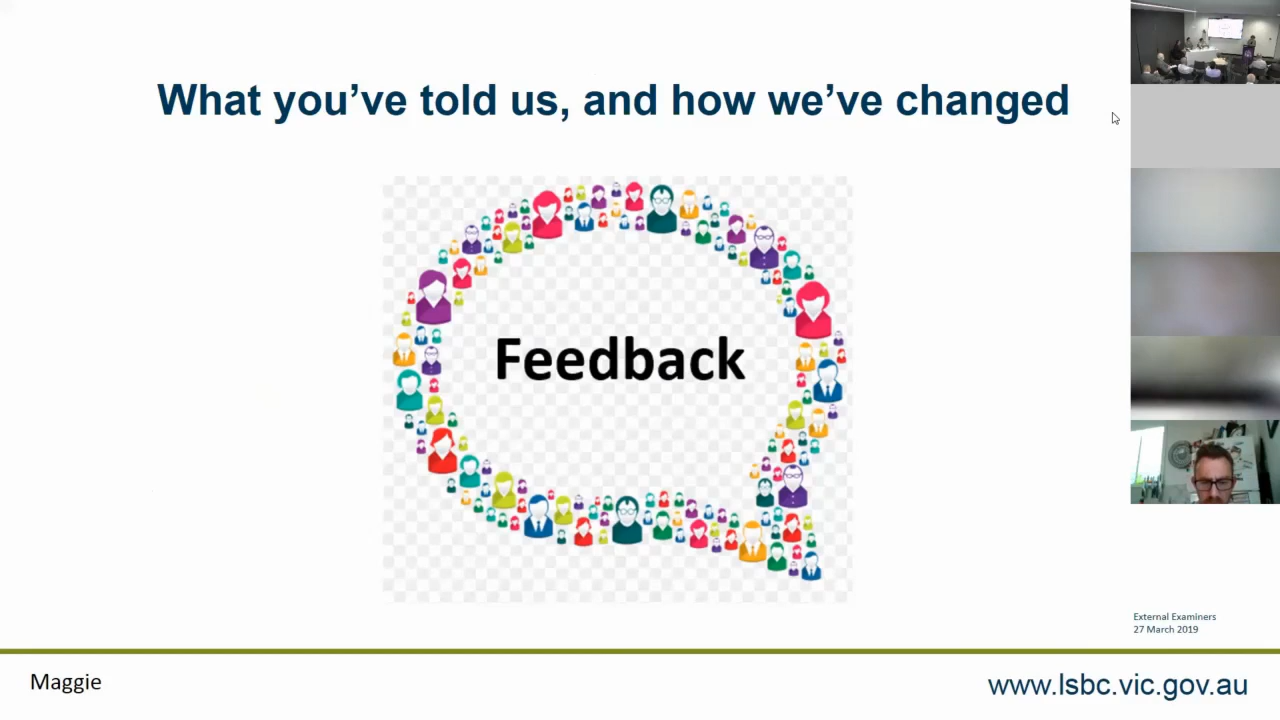 What you’ve told us, and how we’ve changed
Feedback
External Examiners
27 March 2019
Maggie
www.lsbc.vic.gov.au